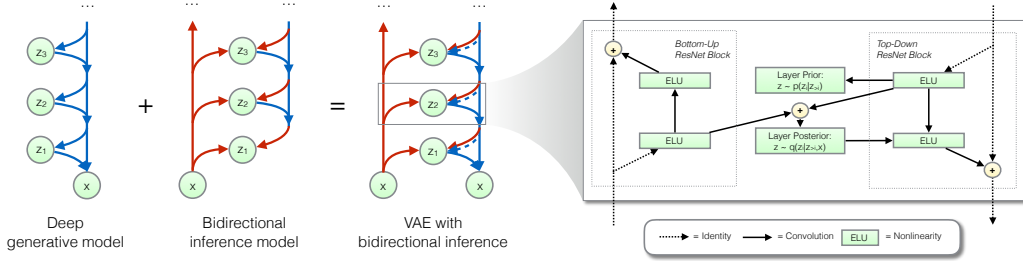 ...
...
...
z3
z2
z1
x
+
z3
z2
z1
x
=
z3
z2
z1
x
x
Deep
generative model
Bidirectional
inference model
VAE with
bidirectional inference
Bottom-Up
ResNet Block
Top-Down
ResNet Block
+
ELU
Layer Prior:
z ~ p(zi|z>i)
ELU
+
ELU
Layer Posterior:
z ~ q(zi|z>i,x)
ELU
+
= Identity
= Convolution
ELU
= Nonlinearity